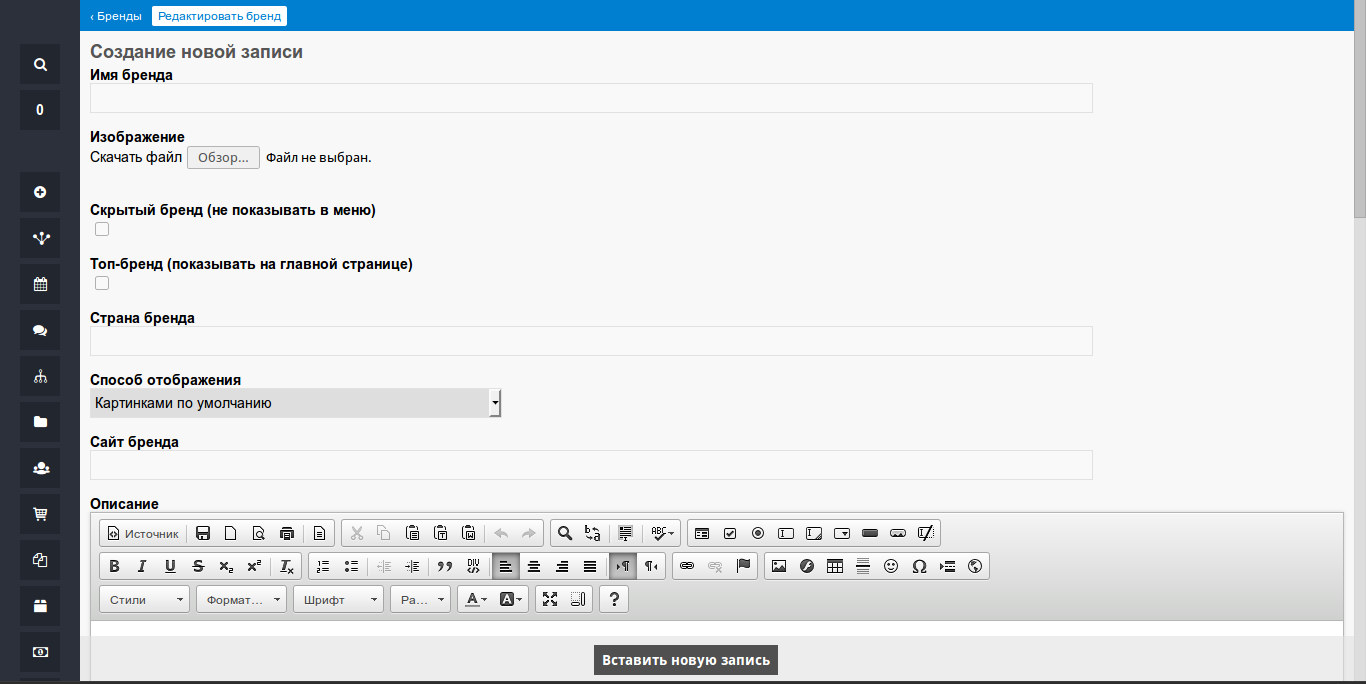 ‹ Бренды Редактировать бренд
0
Создание новой записи
Имя бренда
Изображение
Скачать файл Обзор... Файл не выбран.
Скрытый бренд (не показывать в меню)
Топ-бренд (показывать на главной странице)
Страна бренда
Способ отображения
Картинками по умолчанию
Сайт бренда
Описание
Источник
Стили Формат... Шрифт Ра...
Вставить новую запись